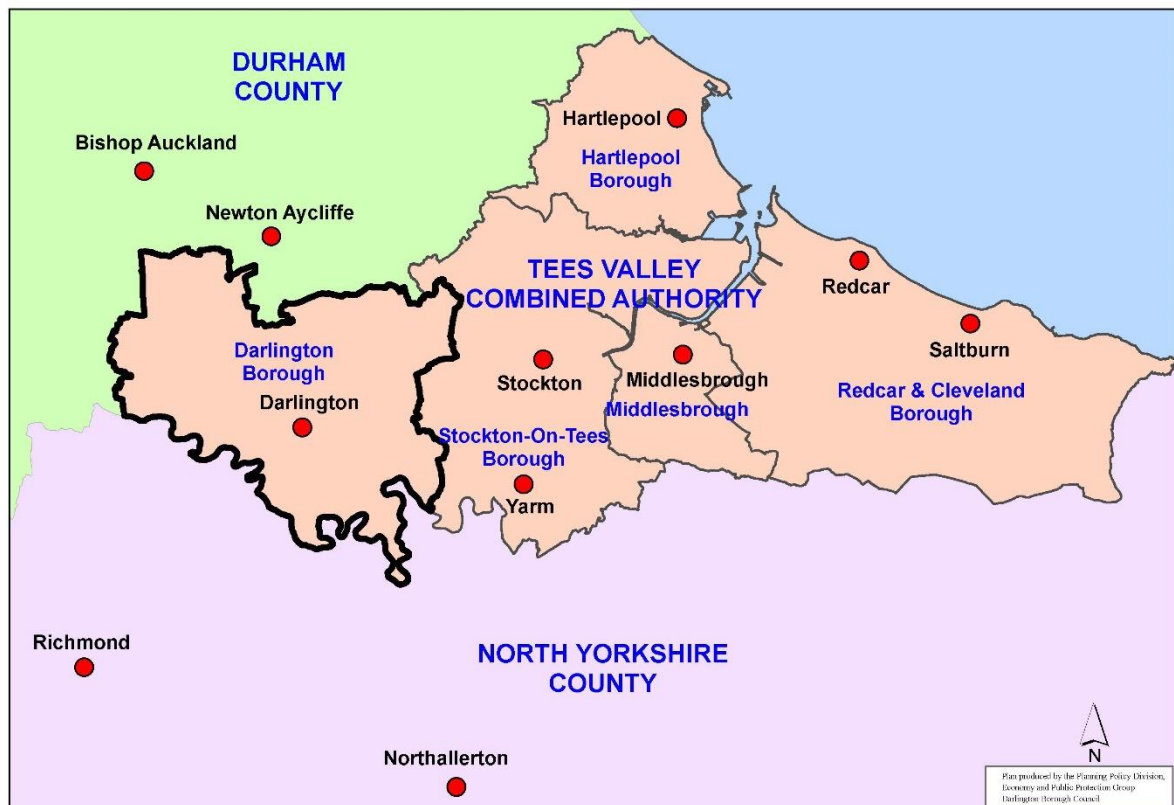 DURHAM
COUNTY
Bishop Auckland
Newton Aycliffe
Hartlepool
Hartlepool
Borough
TEES VALLEY
COMBINED AUTHORITY
Redcar
Saltburn
Darlington
Borough
Darlington
Stockton
Middlesbrough
Middlesbrough
Redcar & Cleveland
Borough
Stockton-On-Tees
Borough
Yarm
Richmond
NORTH YORKSHIRE
COUNTY
Northallerton
N
Plan produced by the Planning Policy Division,
Economy and Public Protection Group
Darlington Borough Council